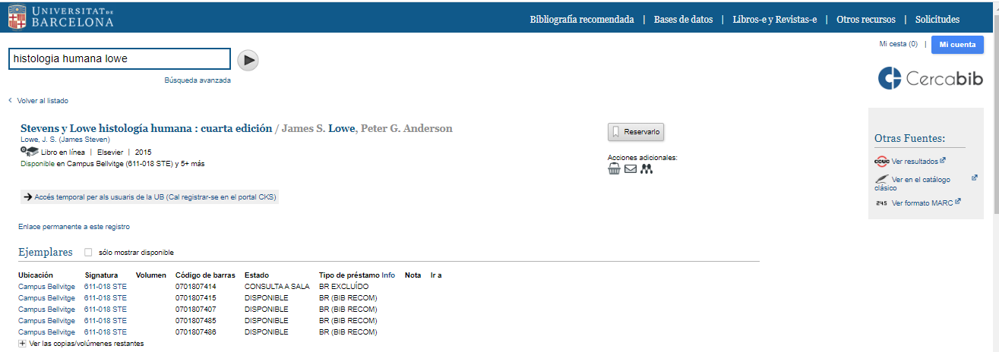 UNIVERSITAT DE
BARCELONA
Bibliografía recomendada | Bases de datos | Libros-e y Revistas-e | Otros recursos | Solicitudes
Mi cesta (0) | Mi cuenta
histologia humana lowe
Búsqueda avanzada
Cercabib
Volver al listado
Stevens y Lowe histología humana : cuarta edición / James S. Lowe, Peter G. Anderson
Lowe, J. S. (James Steven)
Libro en línea | Elsevier | 2015
Disponible en Campus Bellvitge (611-018 STE) y 5+ más
Reservarlo
Acciones adicionales:
Otras Fuentes:
CCUC Ver resultados
Ver en el catálogo
clásico
245 Ver formato MARC
Accés temporal per als usuaris de la UB (Cal registrar-se en el portal CKS)
Enlace permanente a este registro
Ejemplares sólo mostrar disponible
Ubicación Signatura Volumen Código de barras Estado Tipo de préstamo Info Nota Ir a
Campus Bellvitge 611-018 STE 0701807414 CONSULTA A SALA BR EXCLUÍDO
Campus Bellvitge 611-018 STE 0701807415 DISPONIBLE BR (BIB RECOM)
Campus Bellvitge 611-018 STE 0701807407 DISPONIBLE BR (BIB RECOM)
Campus Bellvitge 611-018 STE 0701807485 DISPONIBLE BR (BIB RECOM)
Campus Bellvitge 611-018 STE 0701807486 DISPONIBLE BR (BIB RECOM)
Ver las copias/volúmenes restantes